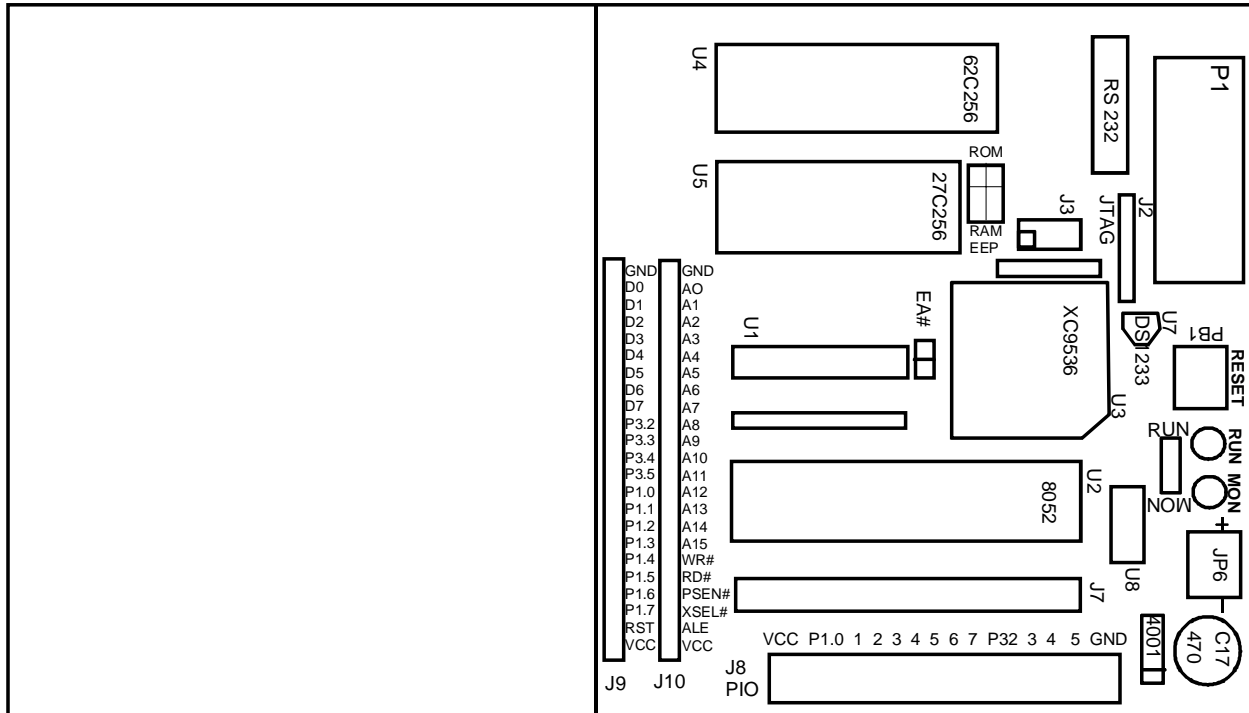 U4
62C256
RS 232
P1
U5
27C256
ROM
RAM
EEP
J3
JTAG
J2
GND
D0
D1
D2
D3
D4
D5
D6
D7
P3.2
P3.3
P3.4
P3.5
P1.0
P1.1
P1.2
P1.3
P1.4
P1.5
P1.6
P1.7
RST
VCC
J9
GND
AO
A1
A2
A3
A4
A5
A6
A7
A8
A9
A10
A11
A12
A13
A14
A15
WR#
RD#
PSEN#
XSEL#
ALE
VCC
J10
U1
EA#
XC9536
U3
DS1233
U7
PB1
RESET
RUN
RUN
MON
MON
8052
U2
U8
+
JP6
–
J7
4001
C17
470
VCC P1.0 1 2 3 4 5 6 7 P32 3 4 5 GND
J8
PIO